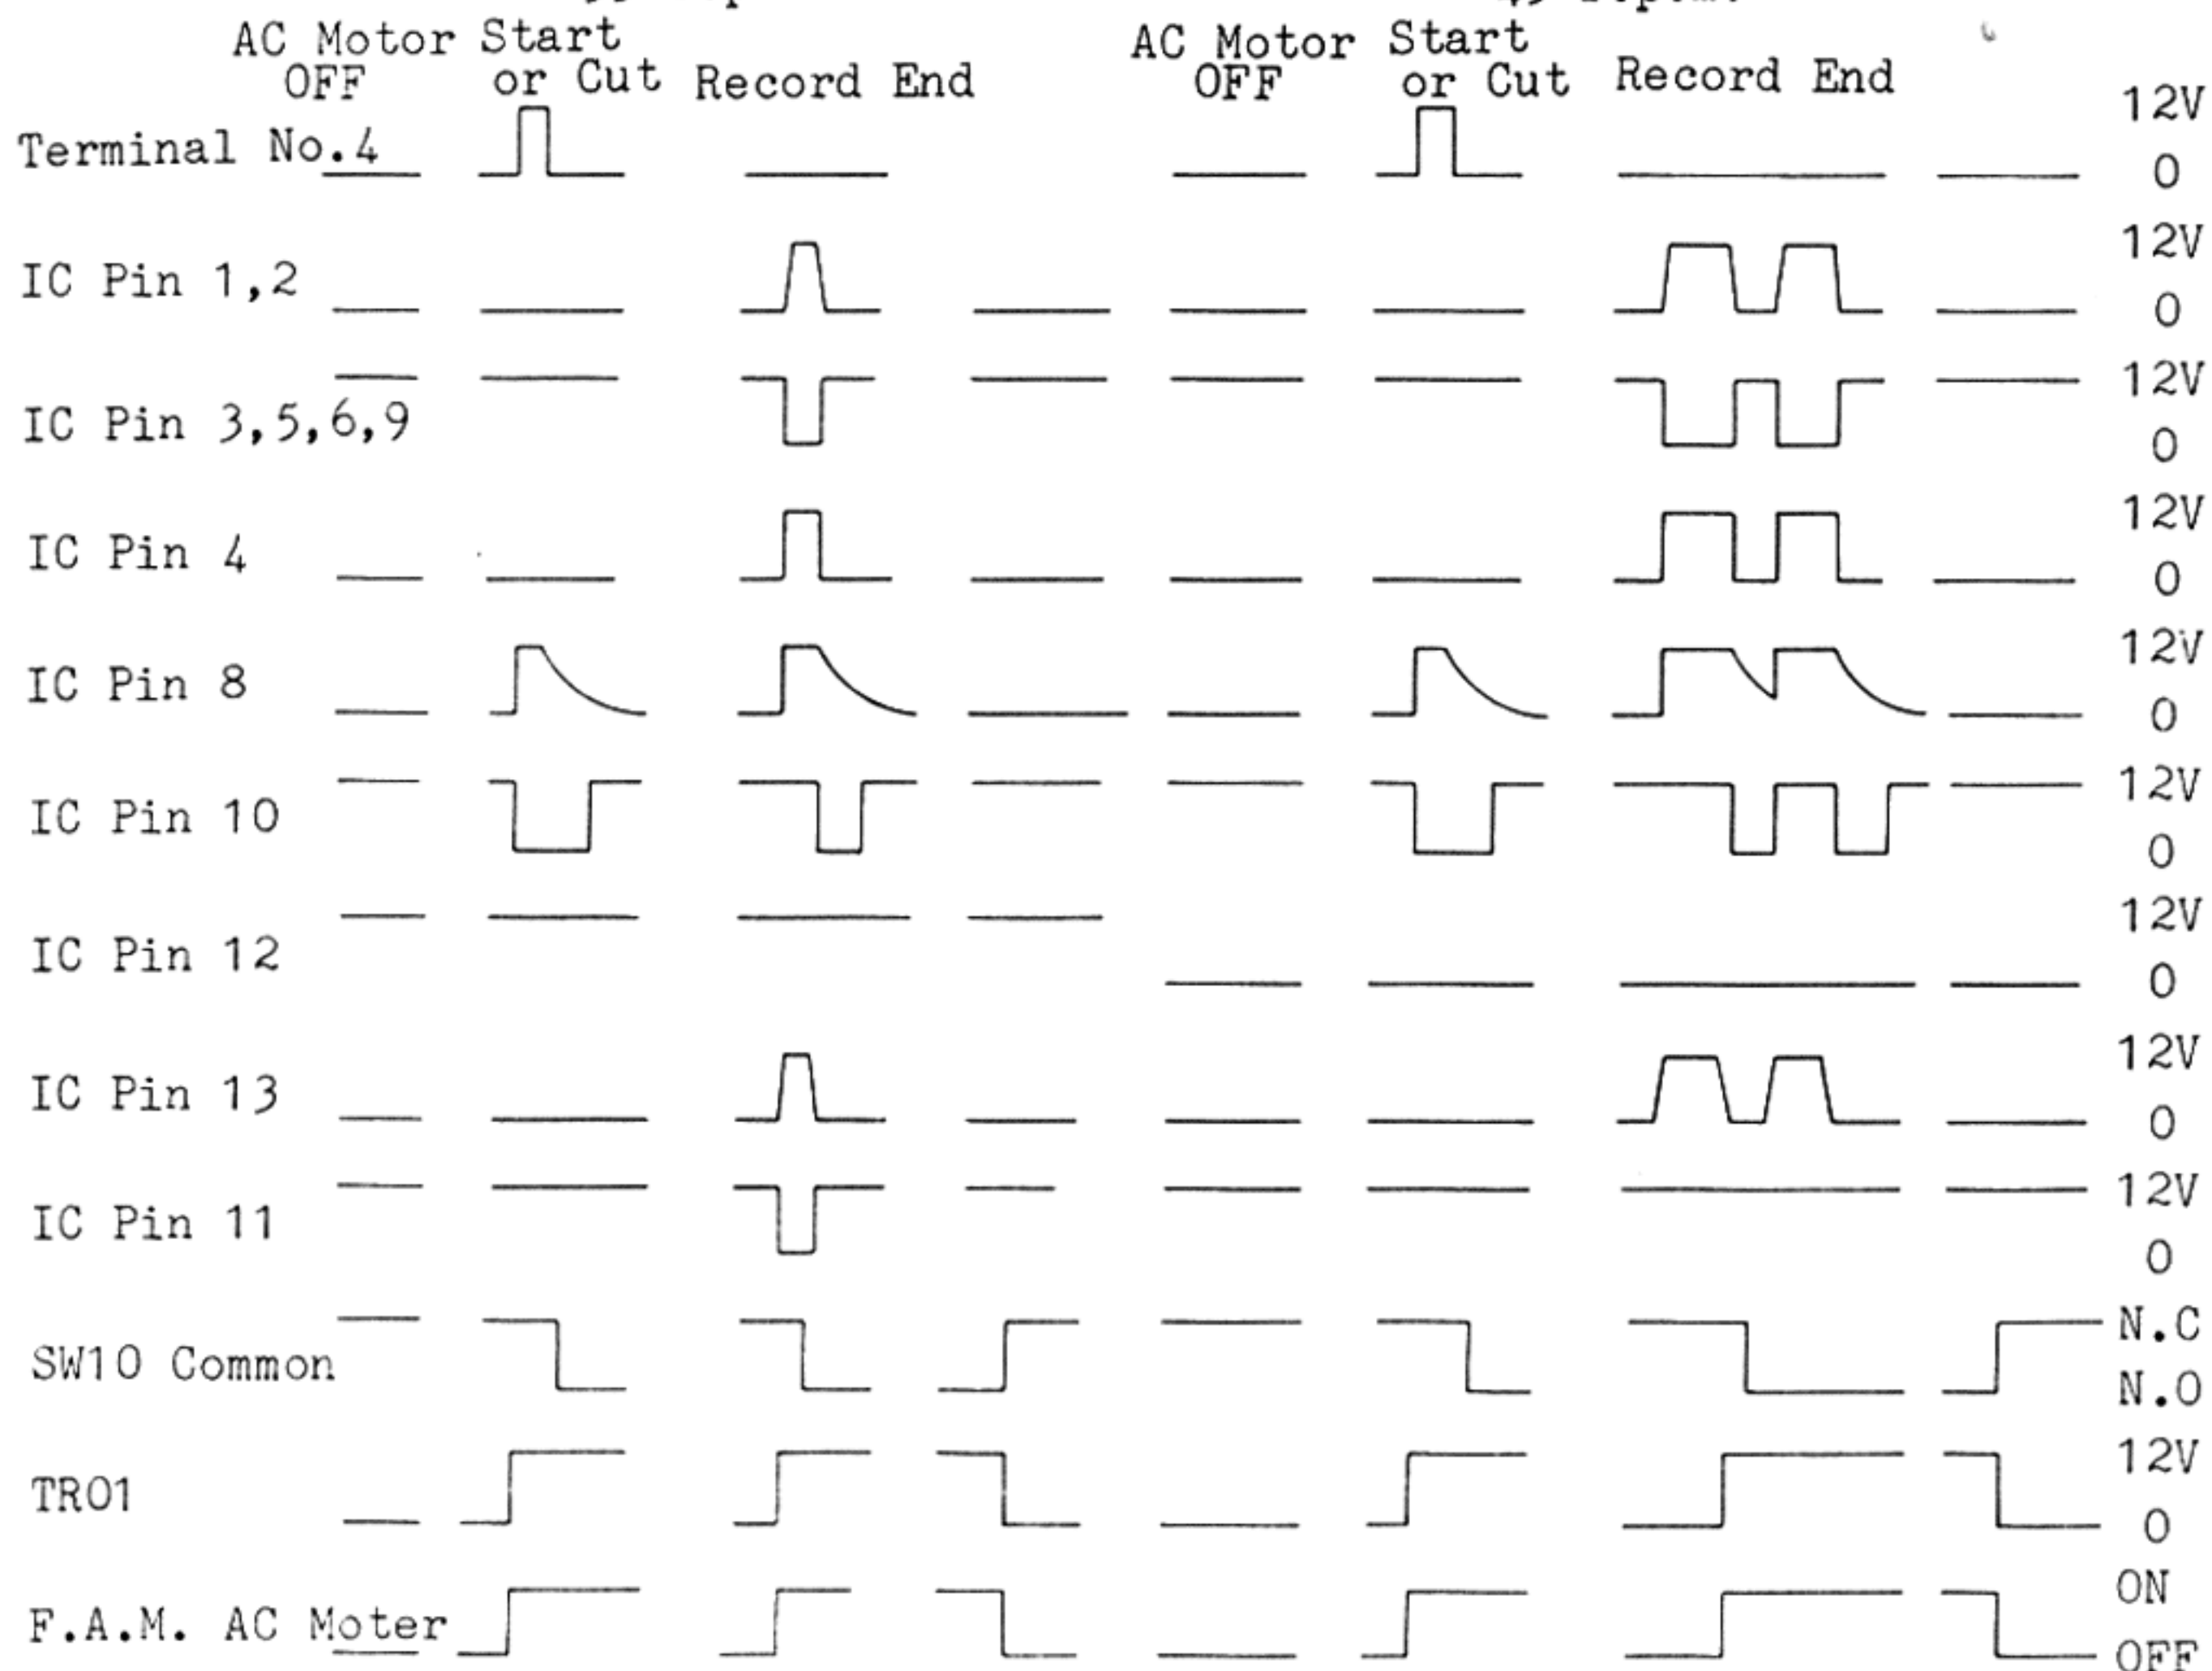 AC Motor Start AC Motor Start
OFF or Cut Record End OFF or Cut Record End
12V
Terminal No.4
0
12V
IC Pin 1,2
0
12V
IC Pin 3,5,6,9
0
12V
IC Pin 4
0
12V
IC Pin 8
0
12V
IC Pin 10
0
12V
IC Pin 12
0
12V
IC Pin 13
0
12V
IC Pin 11
0
N.C
SW10 Common
N.O
12V
TR01
0
ON
F.A.M. AC Moter
OFF